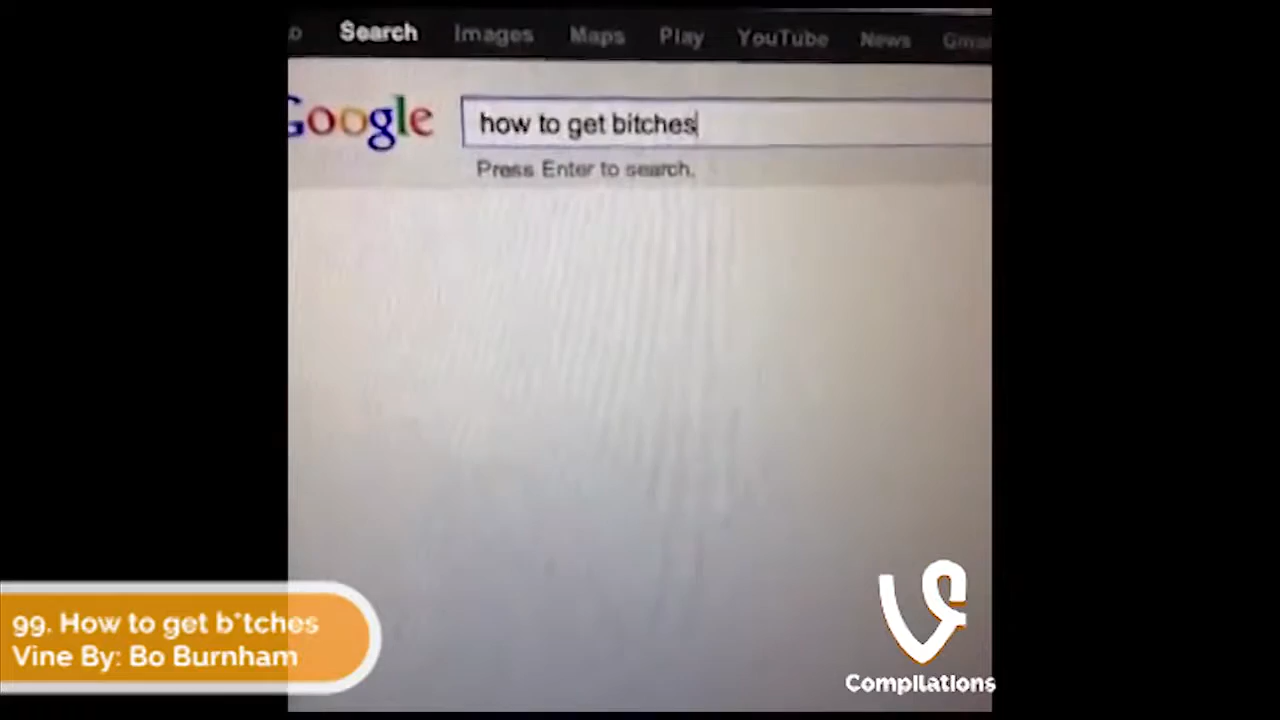 o Search Images Maps Play YouTube News Gmai
Google
how to get bitches
Press Enter to search.
99. How to get b*tches
Vine By: Bo Burnham
Compilations